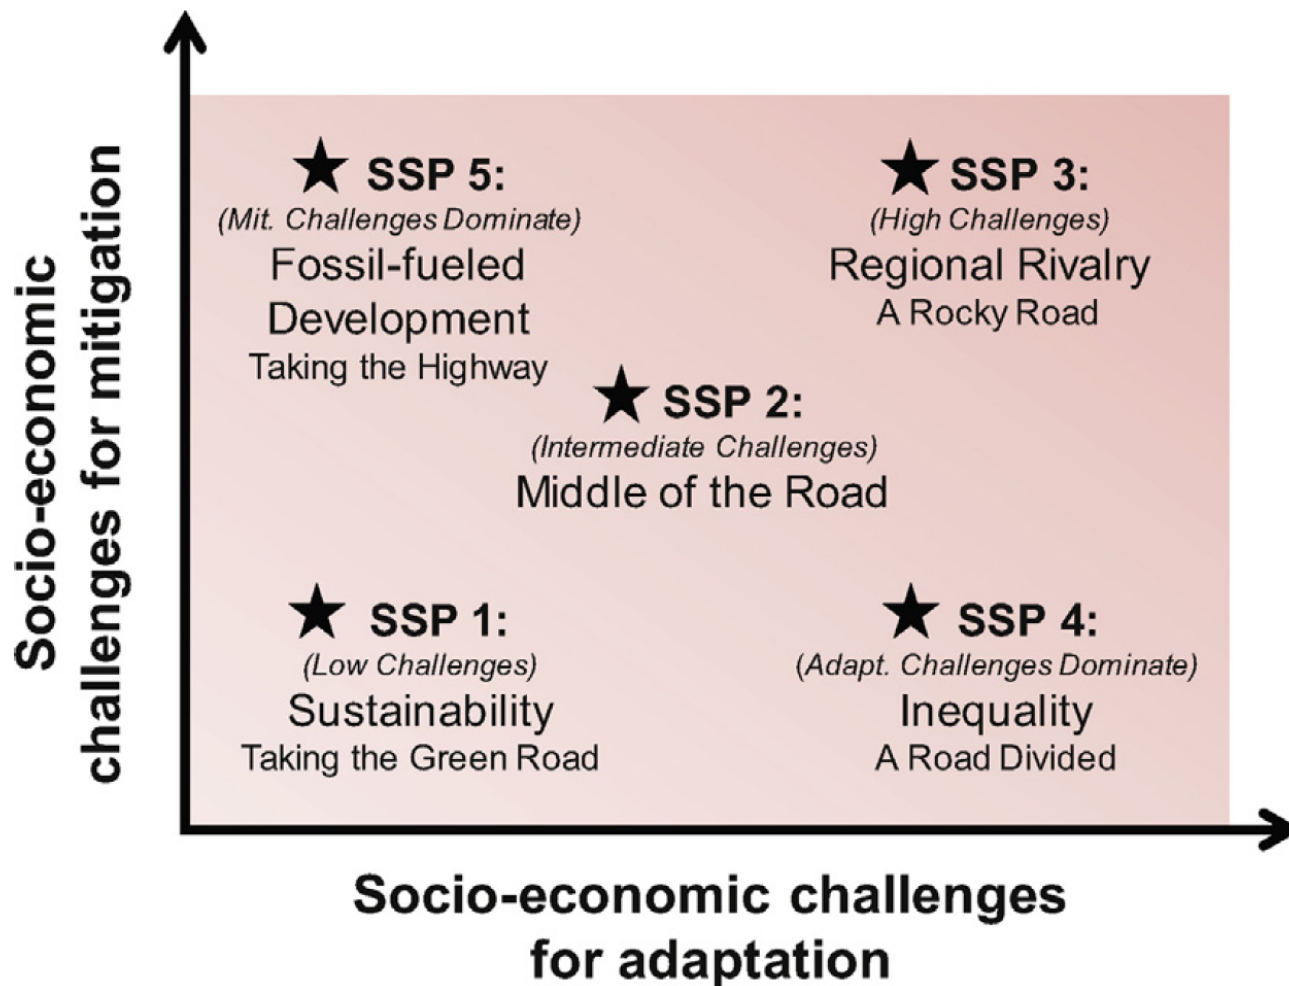 Socio-economic
challenges for mitigation
SSP 5:
(Mit. Challenges Dominate)
Fossil-fueled
Development
Taking the Highway
SSP 3:
(High Challenges)
Regional Rivalry
A Rocky Road
SSP 2:
(Intermediate Challenges)
Middle of the Road
SSP 1:
(Low Challenges)
Sustainability
Taking the Green Road
SSP 4:
(Adapt. Challenges Dominate)
Inequality
A Road Divided
Socio-economic challenges
for adaptation